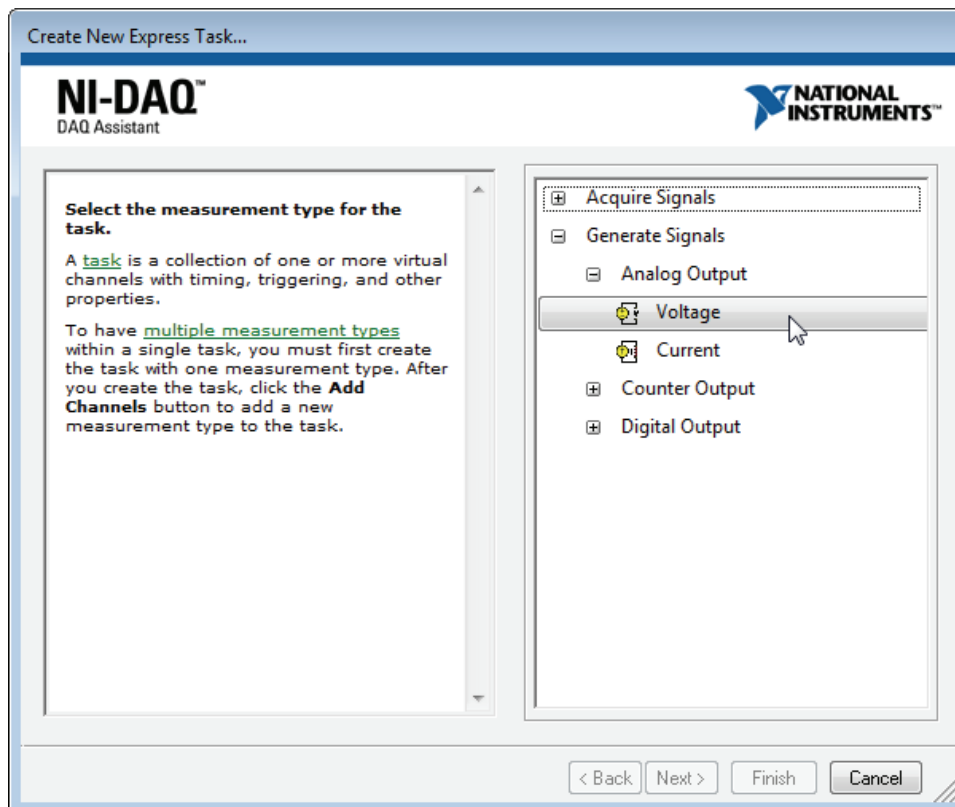 Create New Express Task...
NI-DAQ™
DAQ Assistant
NATIONAL
INSTRUMENTS™
Select the measurement type for the
task.
A task is a collection of one or more virtual
channels with timing, triggering, and other
properties.
To have multiple measurement types
within a single task, you must first create
the task with one measurement type. After
you create the task, click the Add
Channels button to add a new
measurement type to the task.
Acquire Signals
Generate Signals
Analog Output
Voltage
Current
Counter Output
Digital Output
< Back Next > Finish Cancel